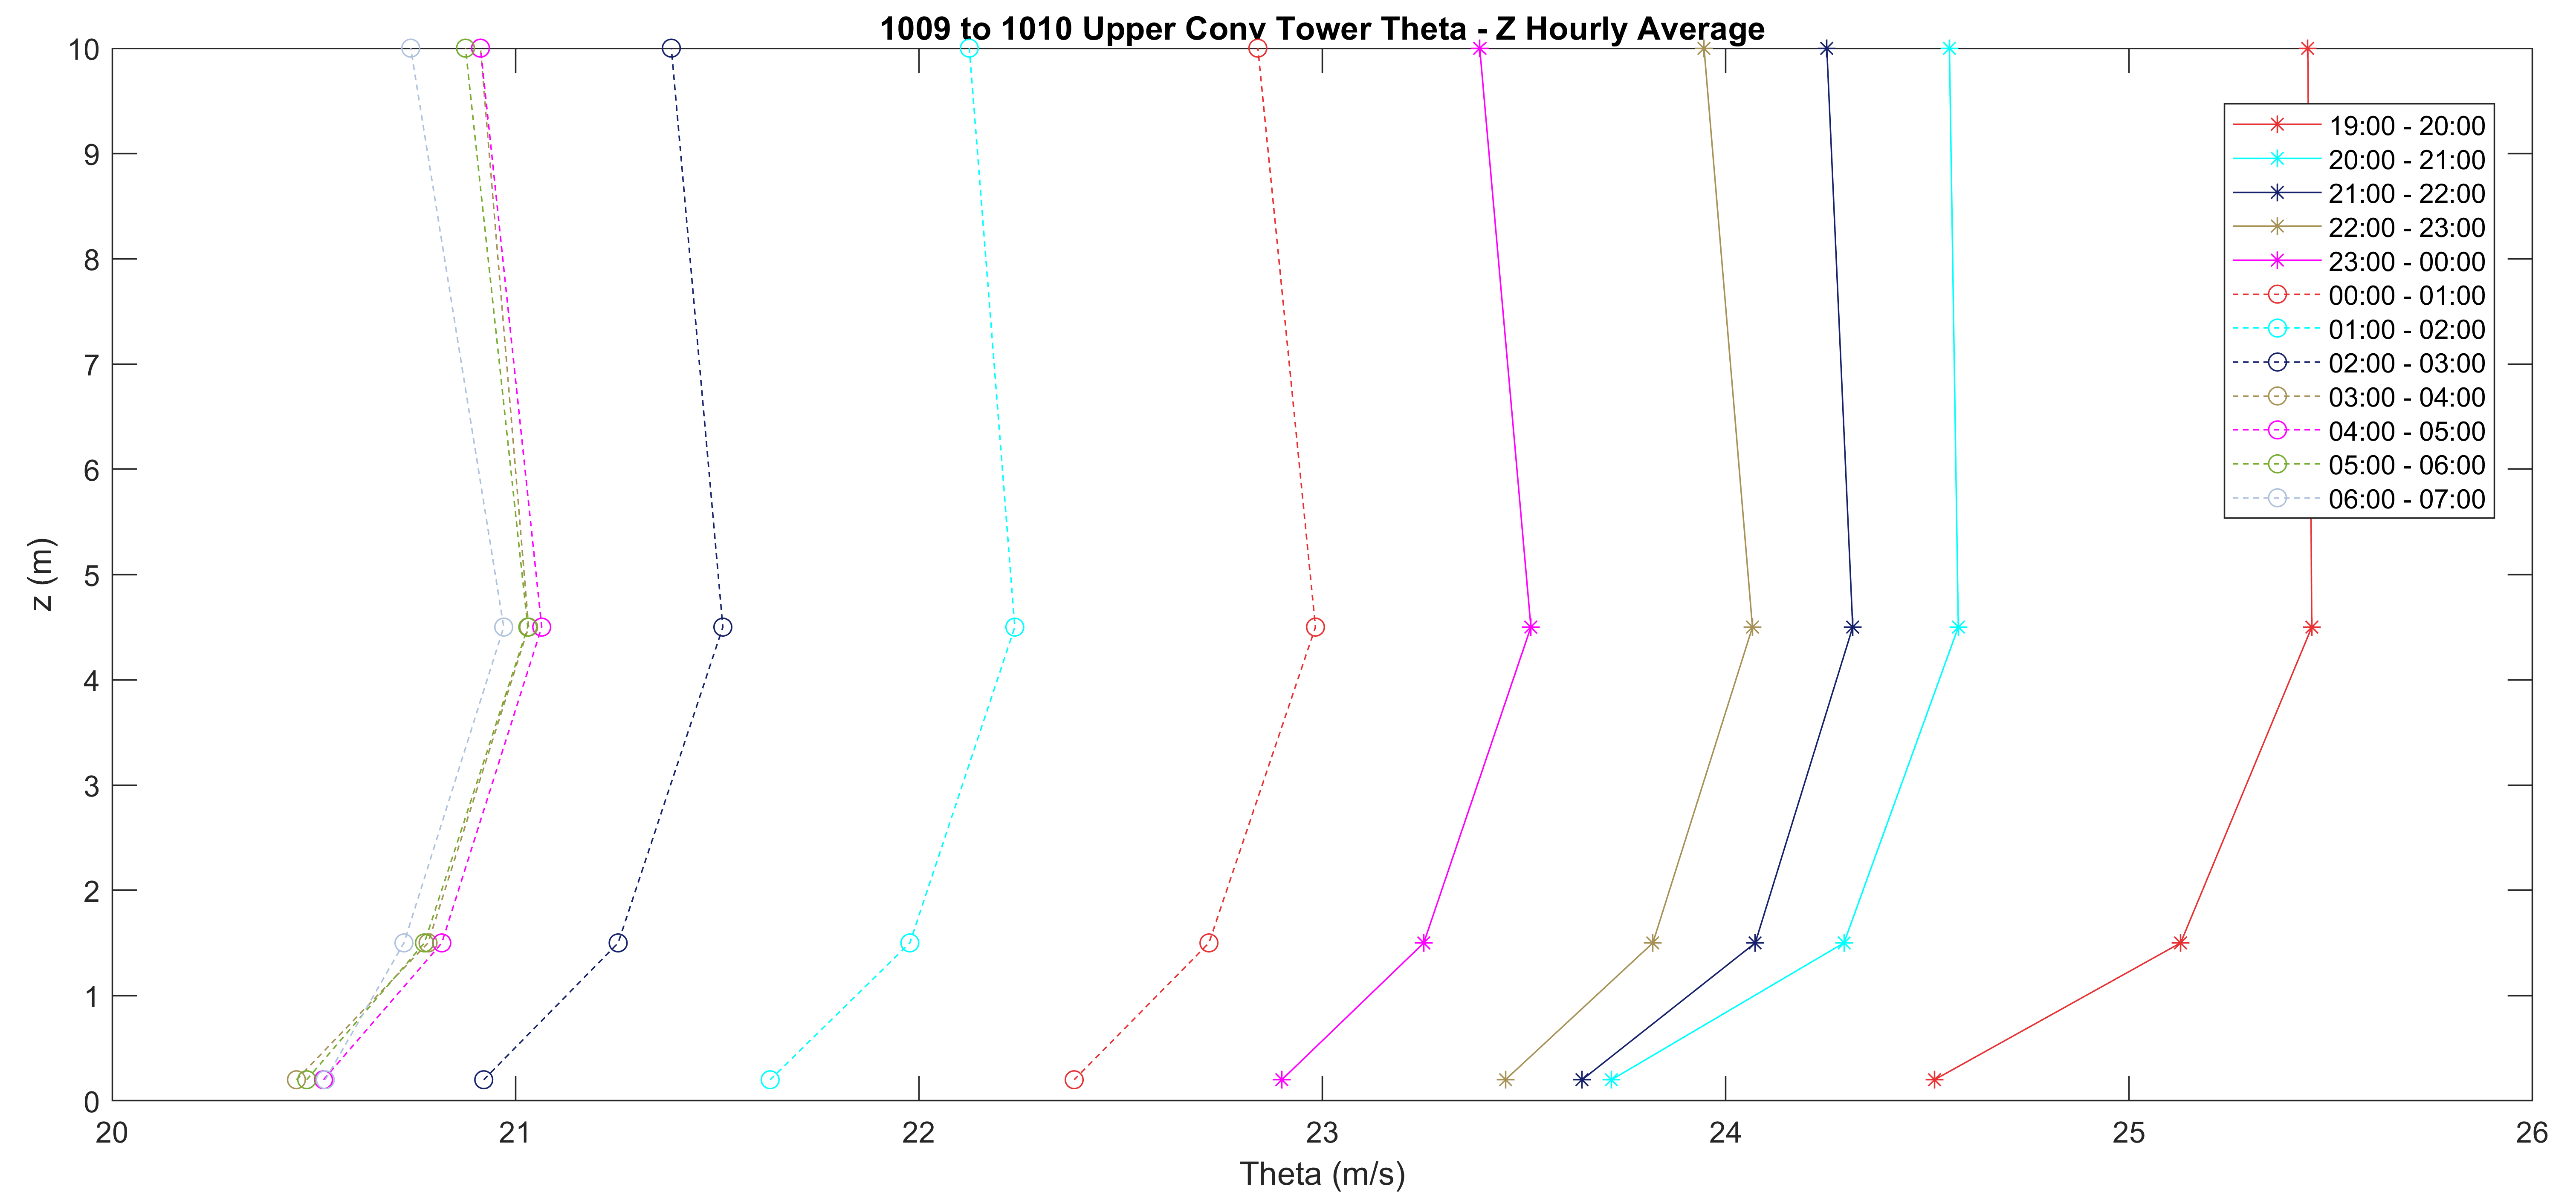 1009 to 1010 Upper Conv Tower Theta - Z Hourly Average
10
9
8
7
6
5
4
3
2
1
0
z (m)
19:00 - 20:00
20:00 - 21:00
21:00 - 22:00
22:00 - 23:00
23:00 - 00:00
00:00 - 01:00
01:00 - 02:00
02:00 - 03:00
03:00 - 04:00
04:00 - 05:00
05:00 - 06:00
06:00 - 07:00
20 21 22 23 24 25 26
Theta (m/s)